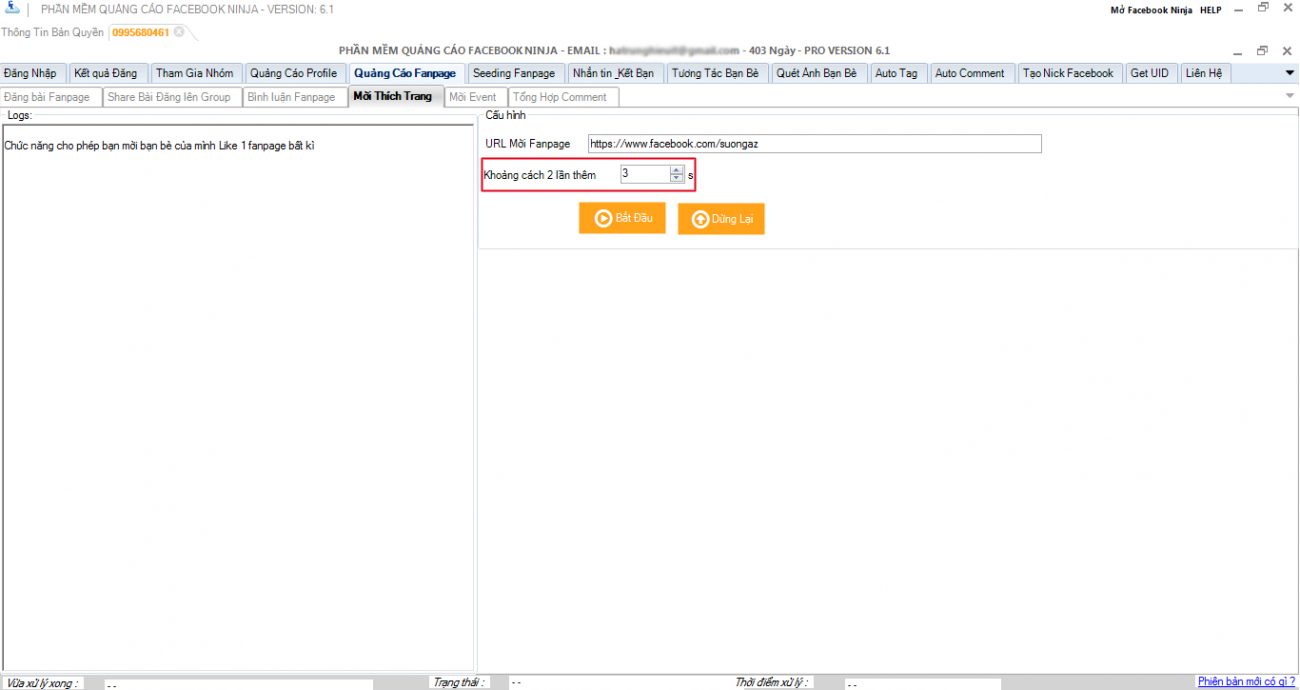 PHẦN MỀM QUẢNG CÁO FACEBOOK NINJA - VERSION: 6.1
Mở Facebook Ninja HELP
Thông Tin Bản Quyền 0995680461
PHẦN MỀM QUẢNG CÁO FACEBOOK NINJA - EMAIL : - 403 Ngày - PRO VERSION 6.1
Đăng Nhập Kết quả Đăng Tham Gia Nhóm Quảng Cáo Profile Quảng Cáo Fanpage Seeding Fanpage Nhắn tin _Kết Bạn Tương Tác Bạn Bè Quét Ảnh Bạn Bè Auto Tag Auto Comment Tạo Nick Facebook Get UID Liên Hệ
Đăng bài Fanpage Share Bài Đăng lên Group Bình luận Fanpage Mời Thích Trang Mời Event Tổng Hợp Comment
Logs:
Chức năng cho phép bạn mời bạn bè của mình Like 1 fanpage bất kì
Cấu hình
URL Mời Fanpage https://www.facebook.com/suongaz
Khoảng cách 2 lần thêm 3 s
Bắt Đầu Dừng Lại
Vừa xử lý xong : - - Trạng thái : - - Thời điểm xử lý : - - Phiên bản mới có gì ?